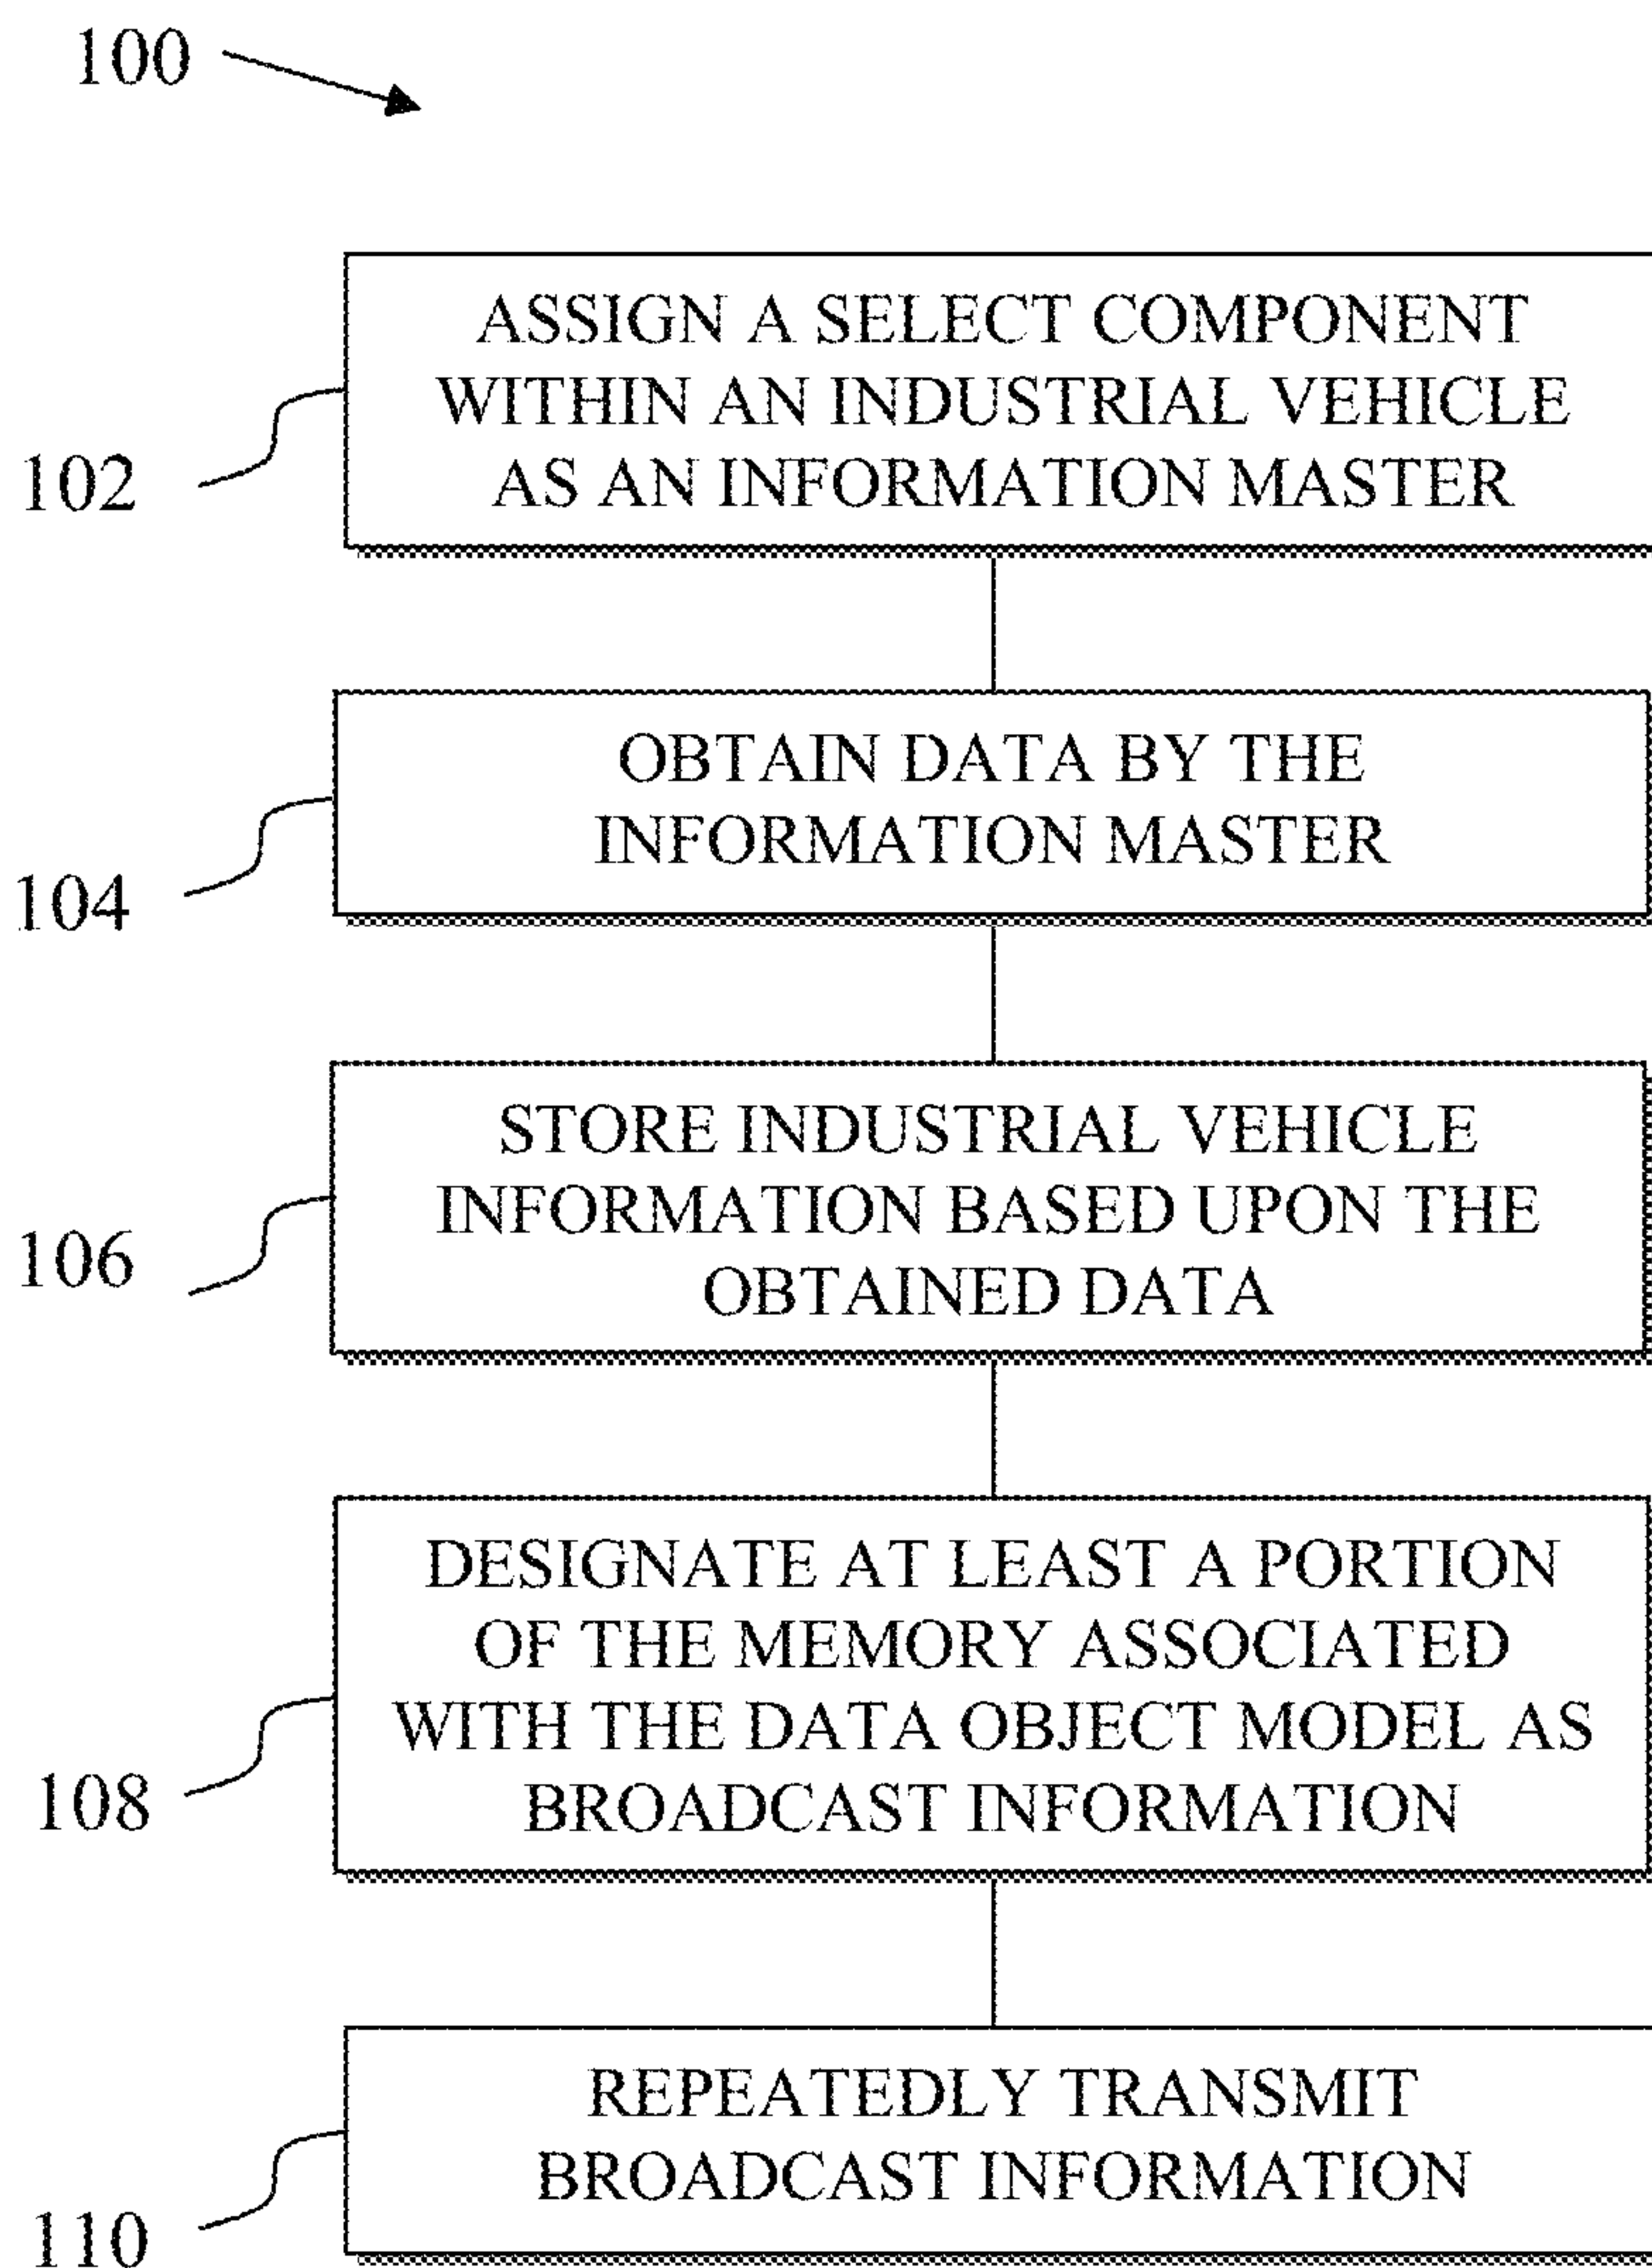 100
ASSIGN A SELECT COMPONENT
WITHIN AN INDUSTRIAL VEHICLE
AS AN INFORMATION MASTER
102
OBTAIN DATA BY THE
INFORMATION MASTER
104
STORE INDUSTRIAL VEHICLE
INFORMATION BASED UPON THE
OBTAINED DATA
106
DESIGNATE AT LEAST A PORTION
OF THE MEMORY ASSOCIATED
WITH THE DATA OBJECT MODEL AS
BROADCAST INFORMATION
108
REPEATEDLY TRANSMIT
BROADCAST INFORMATION
110